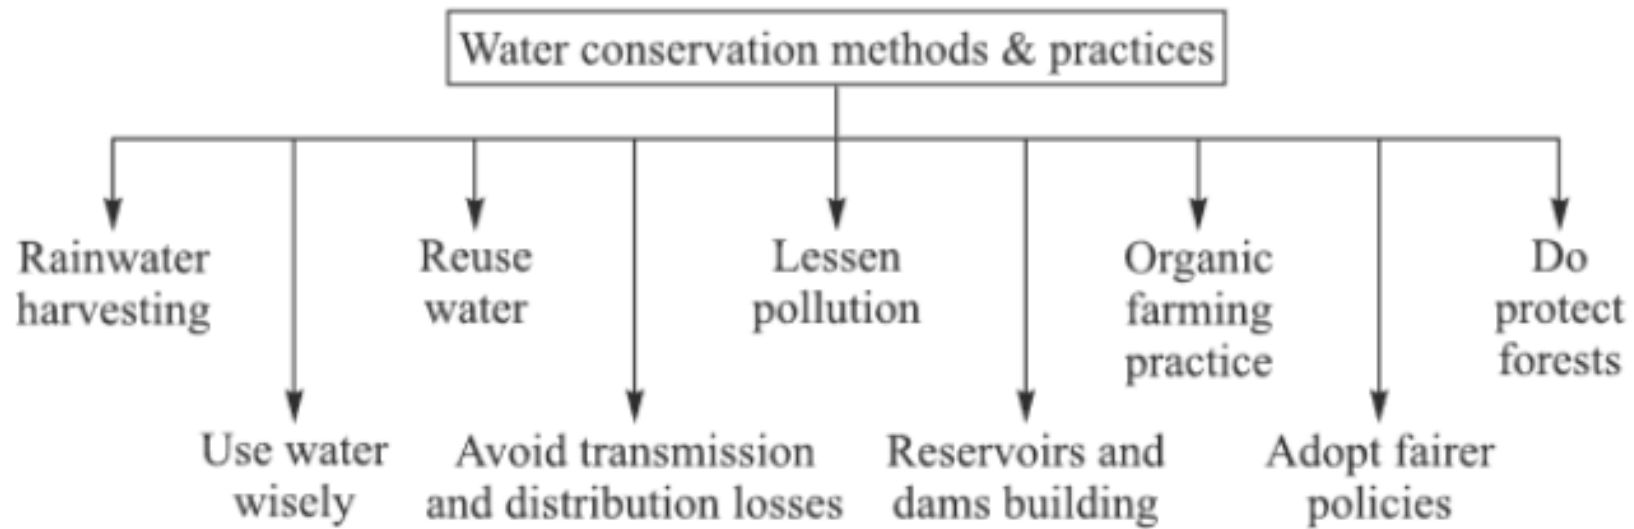 Water conservation methods & practices
Rainwater
harvesting
Use water
wisely
Reuse
water
Avoid transmission
and distribution losses
Lessen
pollution
Reservoirs and
dams building
Organic
farming
practice
Adopt fairer
policies
Do
protect
forests